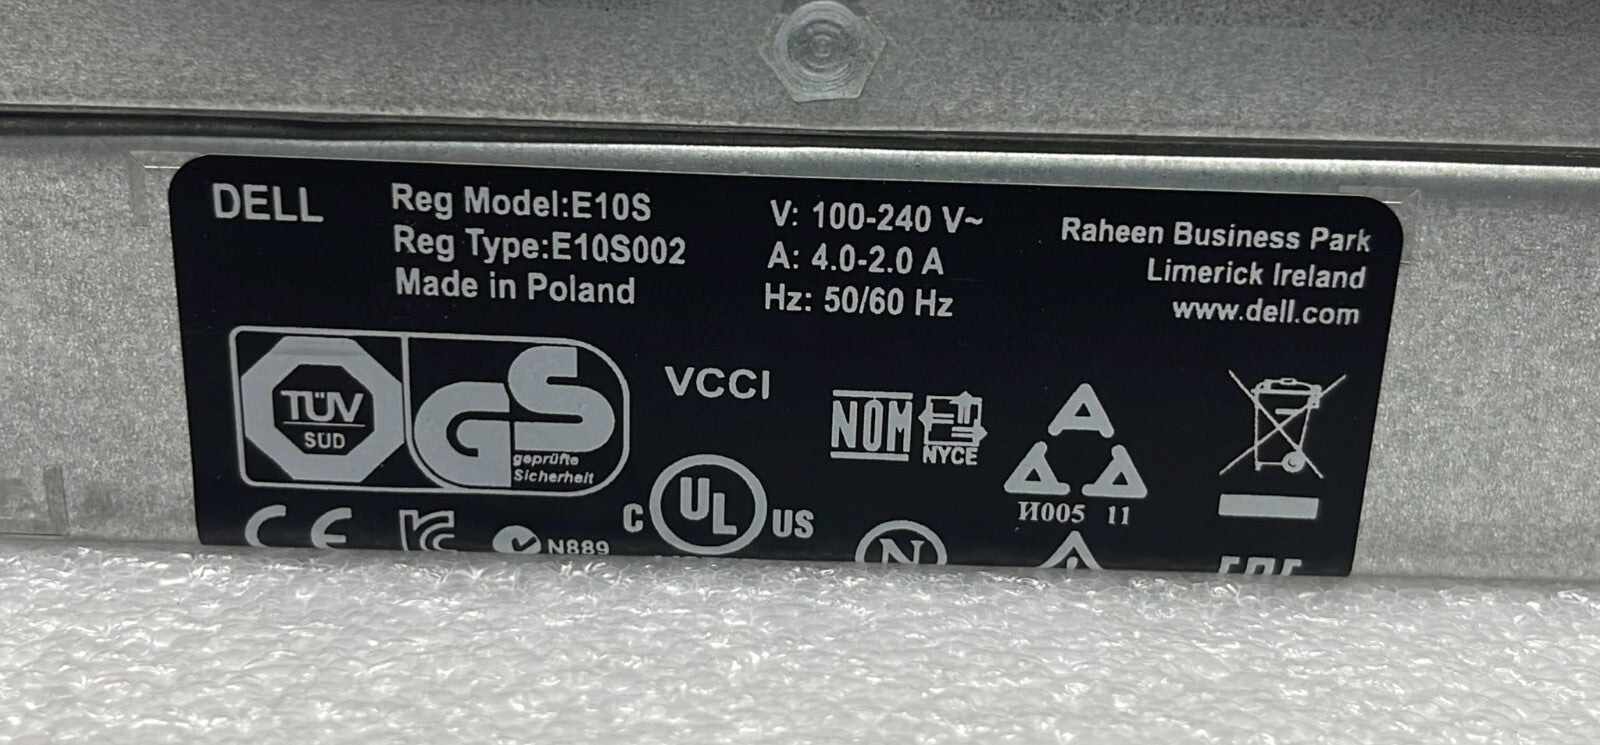 DELL
Reg Model:E10S
Reg Type:E10S002
Made in Poland
V: 100-240 V~
A: 4.0-2.0 A
Hz: 50/60 Hz
Raheen Business Park
Limerick Ireland
www.dell.com
TÜV
SUD
GS
geprüfte
Sicherheit
VCCI
NOM
NYCE
И005 11
CE
N889
C UL US
N